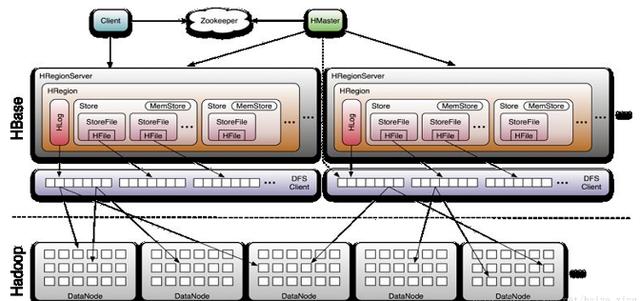 Client
Zookeeper
HMaster
HBase
HRegionServer
HRegion
HLog
Store
MemStore
StoreFile
HFile
StoreFile
HFile
...
Store
MemStore
StoreFile
HFile
...
...
DFS
Client
...
HRegionServer
HRegion
HLog
Store
MemStore
StoreFile
HFile
StoreFile
HFile
...
Store
MemStore
StoreFile
HFile
...
...
DFS
Client
...
Hadoop
DataNode
DataNode
DataNode
DataNode
DataNode